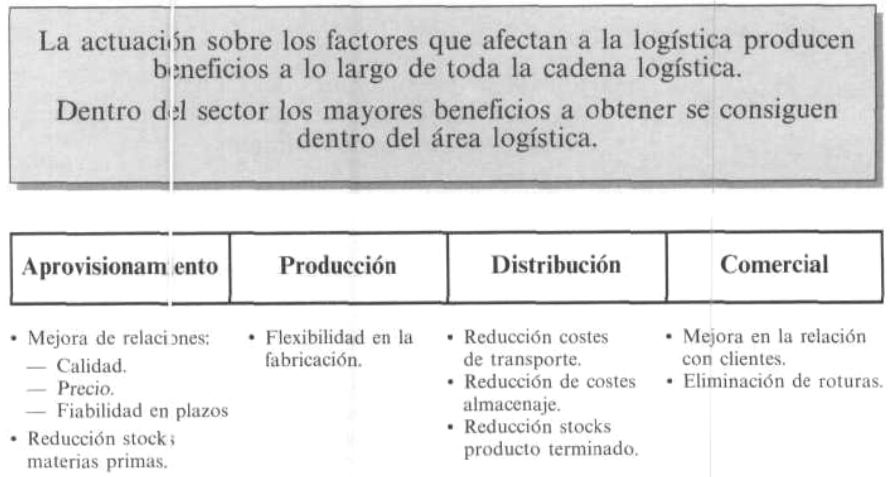 La actuación sobre los factores que afectan a la logística producen
beneficios a lo largo de toda la cadena logística.
Dentro del sector los mayores beneficios a obtener se consiguen
dentro del área logística.
Aprovisionamiento
Producción
Distribución
Comercial
• Mejora de relaciones:
— Calidad.
— Precio.
— Fiabilidad en plazos
• Reducción stocks
materias primas.
• Flexibilidad en la
fabricación.
• Reducción costes
de transporte.
• Reducción de costes
almacenaje.
• Reducción stocks
producto terminado.
• Mejora en la relación
con clientes.
• Eliminación de roturas.